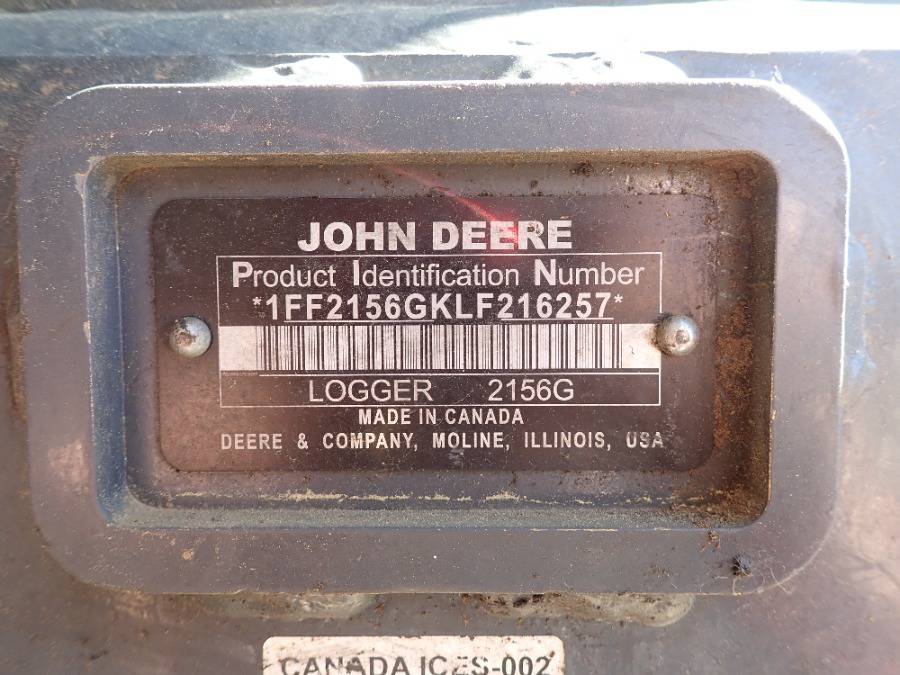 JOHN DEERE
Product Identification Number
*1FF2156GKLF216257*
LOGGER 2156G
MADE IN CANADA
DEERE & COMPANY, MOLINE, ILLINOIS, USA
CANADA ICES-002